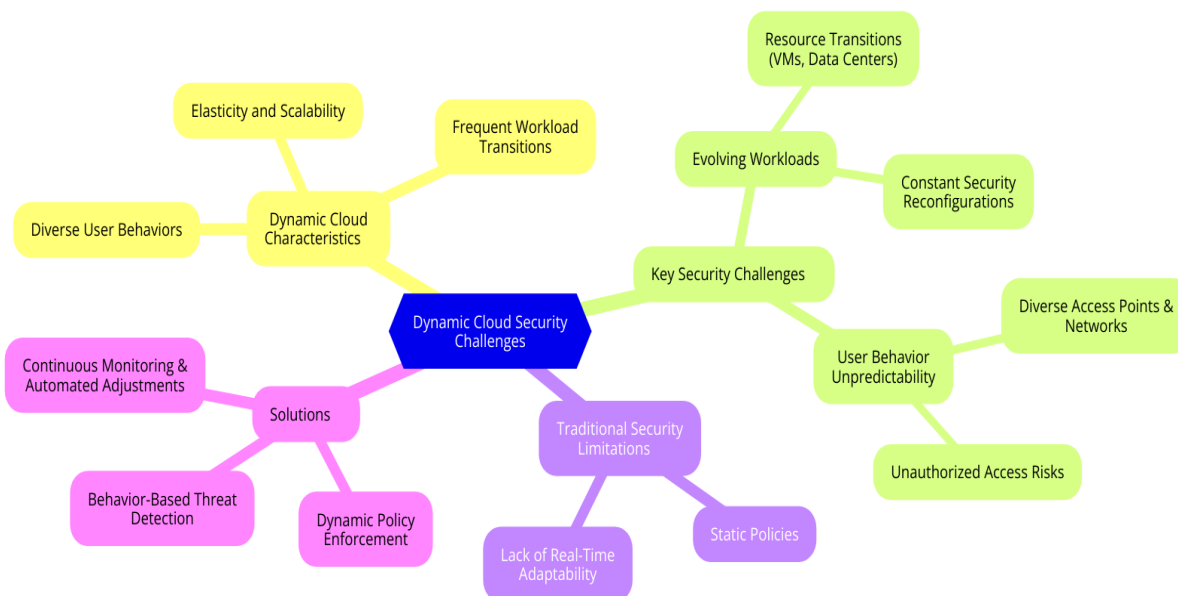 Resource Transitions
(VMs, Data Centers)
Elasticity and Scalability
Frequent Workload
Transitions
Evolving Workloads
Constant Security
Reconfigurations
Diverse User Behaviors
Dynamic Cloud
Characteristics
Key Security Challenges
Diverse Access Points &
Networks
Dynamic Cloud Security
Challenges
User Behavior
Unpredictability
Continuous Monitoring &
Automated Adjustments
Solutions
Traditional Security
Limitations
Unauthorized Access Risks
Behavior-Based Threat
Detection
Dynamic Policy
Enforcement
Static Policies
Lack of Real-Time
Adaptability